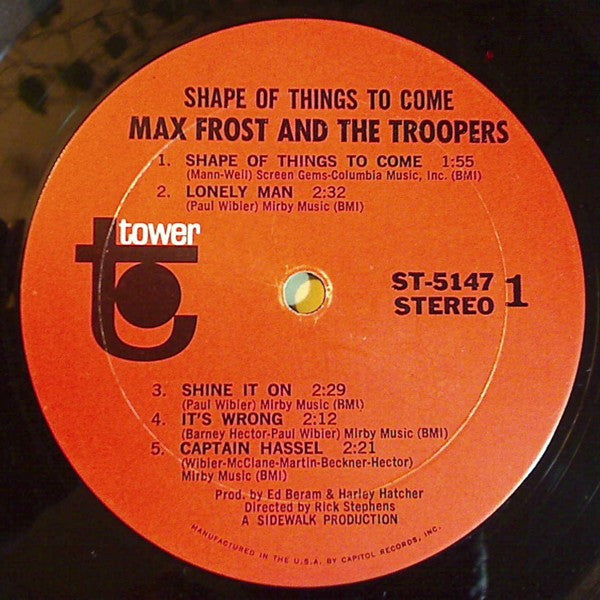 SHAPE OF THINGS TO COME
MAX FROST AND THE TROOPERS
1. SHAPE OF THINGS TO COME 1:55
(Mann-Well) Screen Gems-Columbia Music, Inc. (BMI)
2. LONELY MAN 2:32
(Paul Wibier) Mirby Music (BMI)
tower
t
ST-5147
STEREO 1
3. SHINE IT ON 2:29
(Paul Wibier) Mirby Music (BMI)
4. IT'S WRONG 2:12
(Barney Hector-Paul Wibier) Mirby Music (BMI)
5. CAPTAIN HASSEL 2:21
(Wibier-McClane-Martin-Beckner-Hector)
Mirby Music (BMI)
Prod. by Ed Beram & Harley Hatcher
Directed by Rick Stephens
A SIDEWALK PRODUCTION
MANUFACTURED IN THE U.S.A. BY CAPITOL RECORDS, INC.